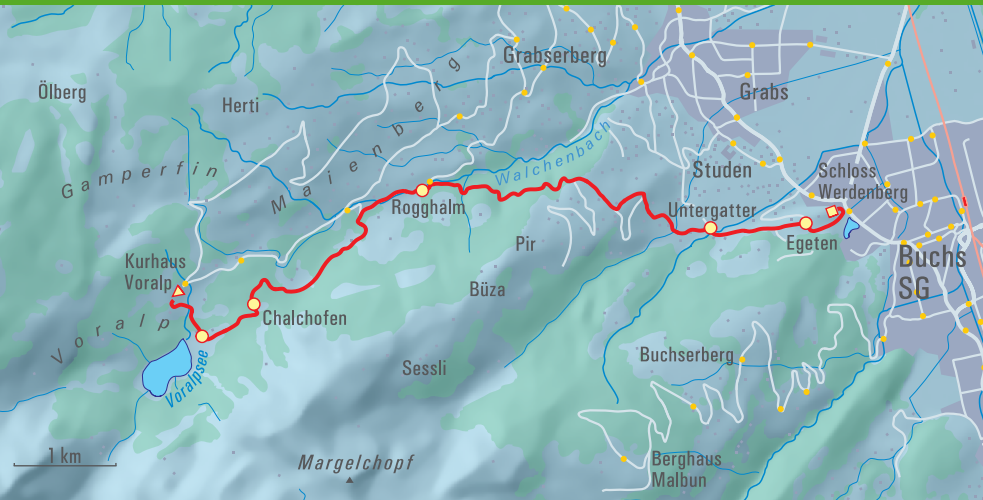 Grabserberg
Ölberg
Herti
Grabs
Maienberg
Walchenbach
Gamperfin
Studen
Schloss
Werdenberg
Rogghalm
Untergatter
Pir
Egeten
Buchs
SG
Kurhaus
Voralp
Büza
Chalchofen
Voralp
Voralpsee
Sessli
Buchserberg
1 km
Margelchopf
Berghaus
Malbun